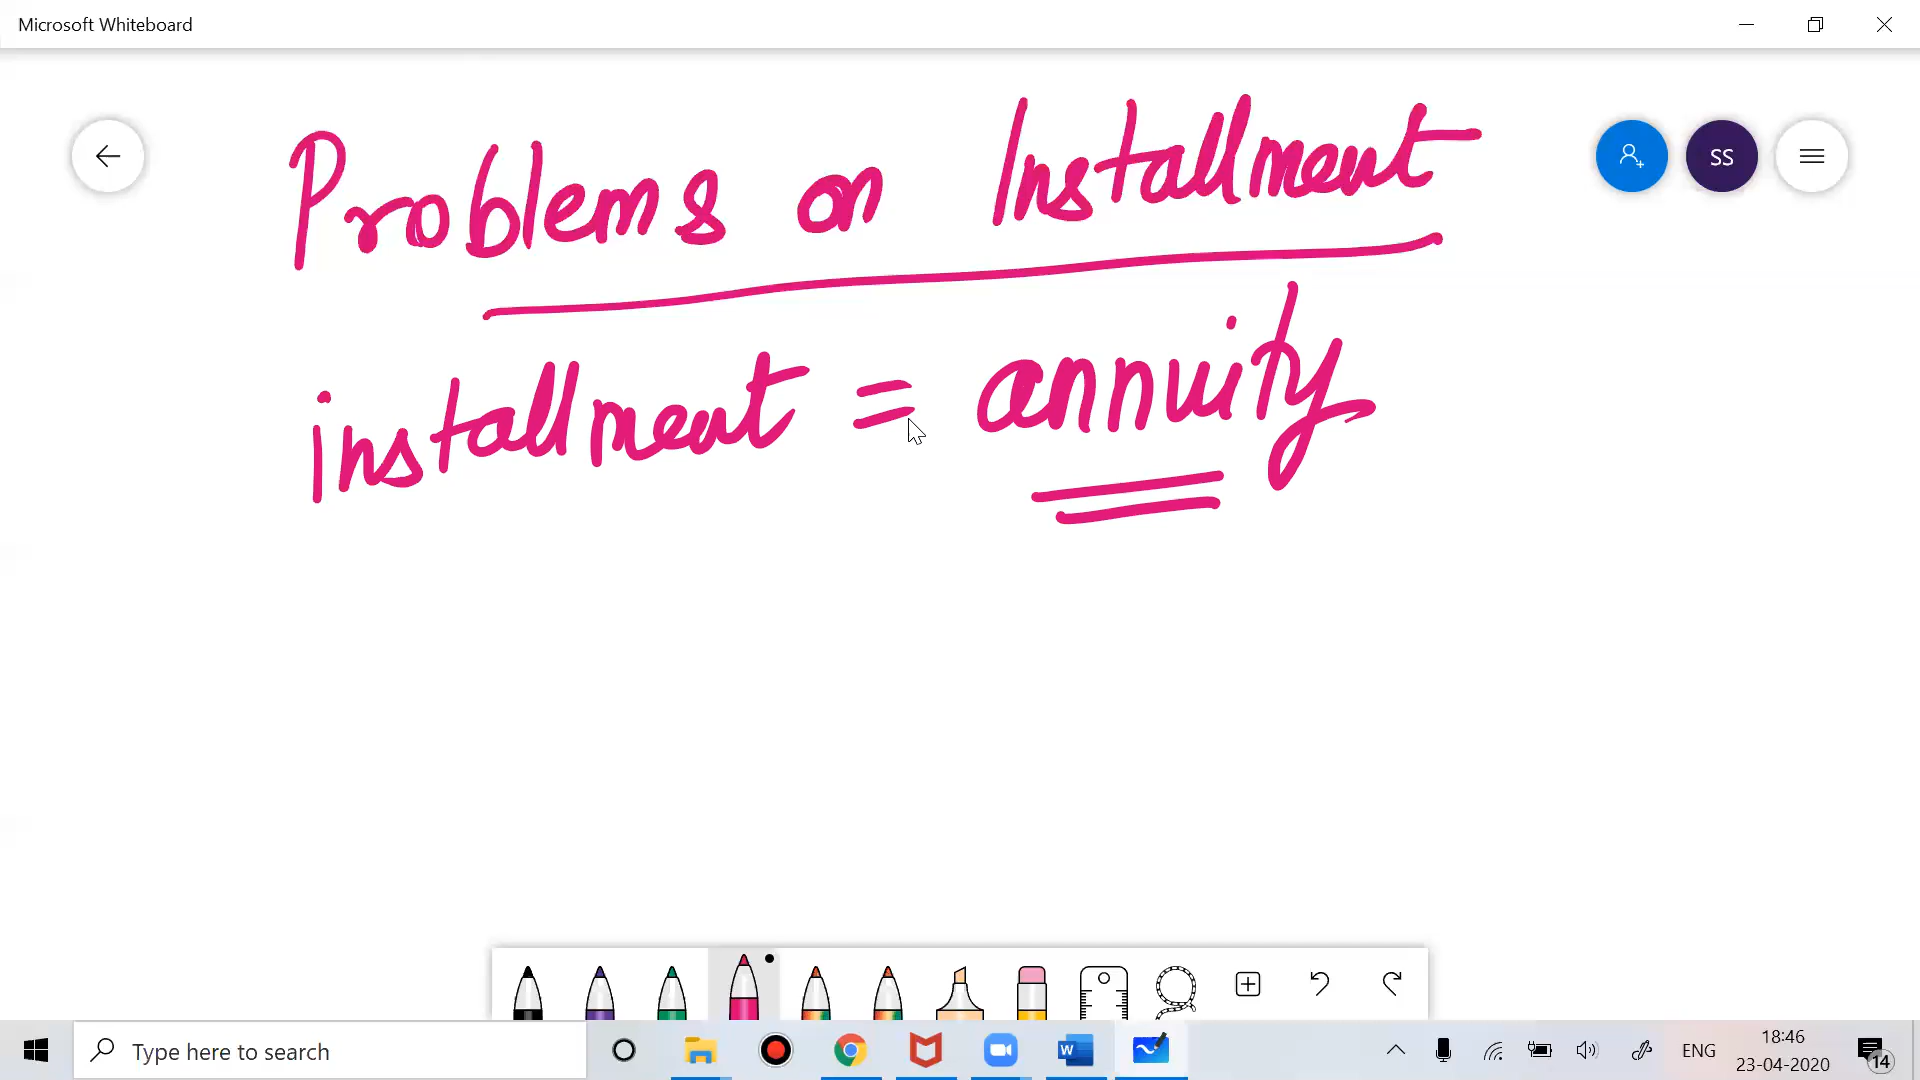 Microsoft Whiteboard
Problems on Installment
SS
installment = annuity
Type here to search
W
ENG
18:46
23-04-2020
14